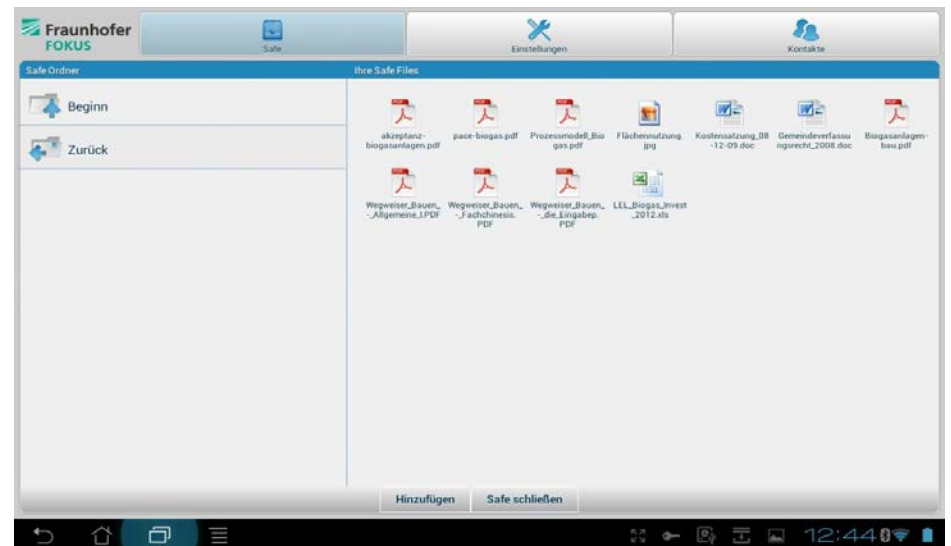 Fraunhofer
FOKUS
Safe
Einstellungen
Kontakte
Safe Ordner
Ihre Safe Files
Beginn
Zurück
akzeptanz-
biogasanlagen.pdf
pace-biogas.pdf
Prozessmodell_Bio
gas.pdf
Flächennutzung.
jpg
Kostensatzung_08
-12-09.doc
Gemeindeverfassu
ngsrecht_2008.doc
Biogasanlagen-
bau.pdf
Wegweiser_Bauen_
-_Allgemeine_I.PDF
Wegweiser_Bauen_
-_Fachchinesis.
PDF
Wegweiser_Bauen_
-_die_Eingabep.
PDF
LEL_Biogas_Invest
_2012.xls
Hinzufügen
Safe schließen
12:44